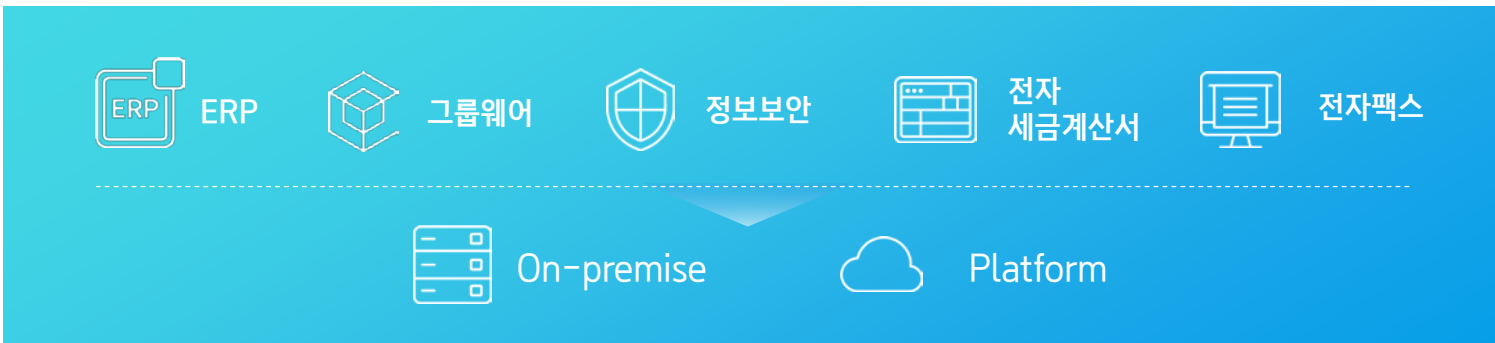 ERP
ERP
그룹웨어
정보보안
전자
세금계산서
전자팩스
On-premise
Platform